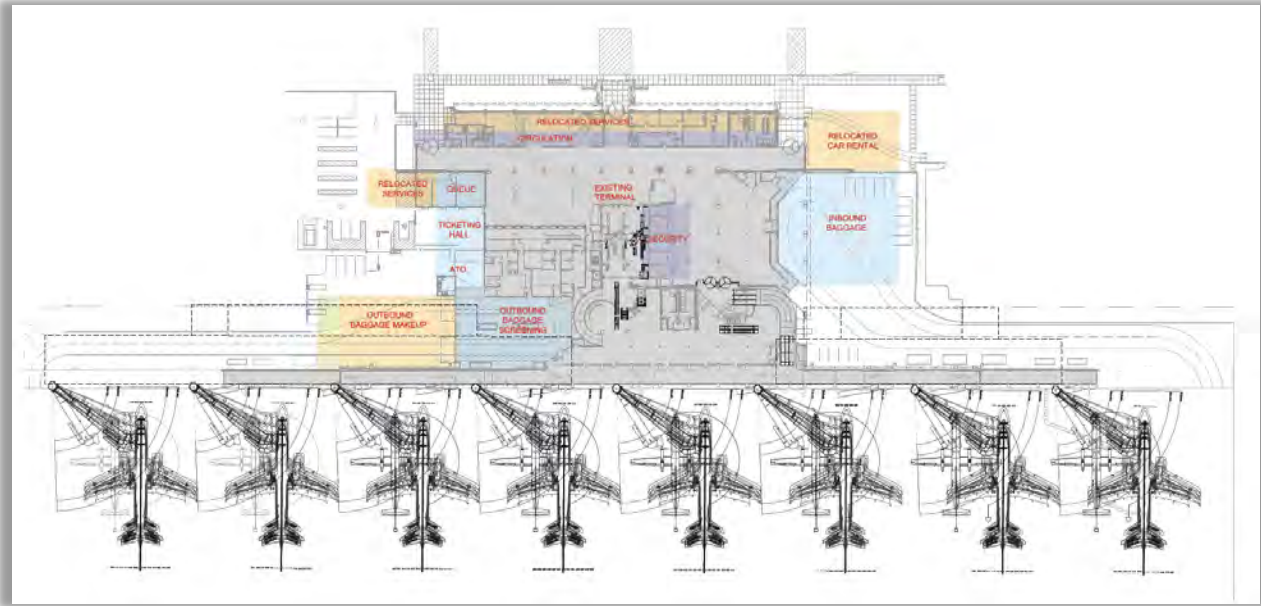 RELOCATED SERVICES
CIRCULATION
RELOCATED
CAR RENTAL
RELOCATED
SERVICES
QUEUE
EXISTING
TERMINAL
TICKETING
HALL
SECURITY
INBOUND
BAGGAGE
ATO
OUTBOUND
BAGGAGE MAKEUP
OUTBOUND
BAGGAGE
SCREENING